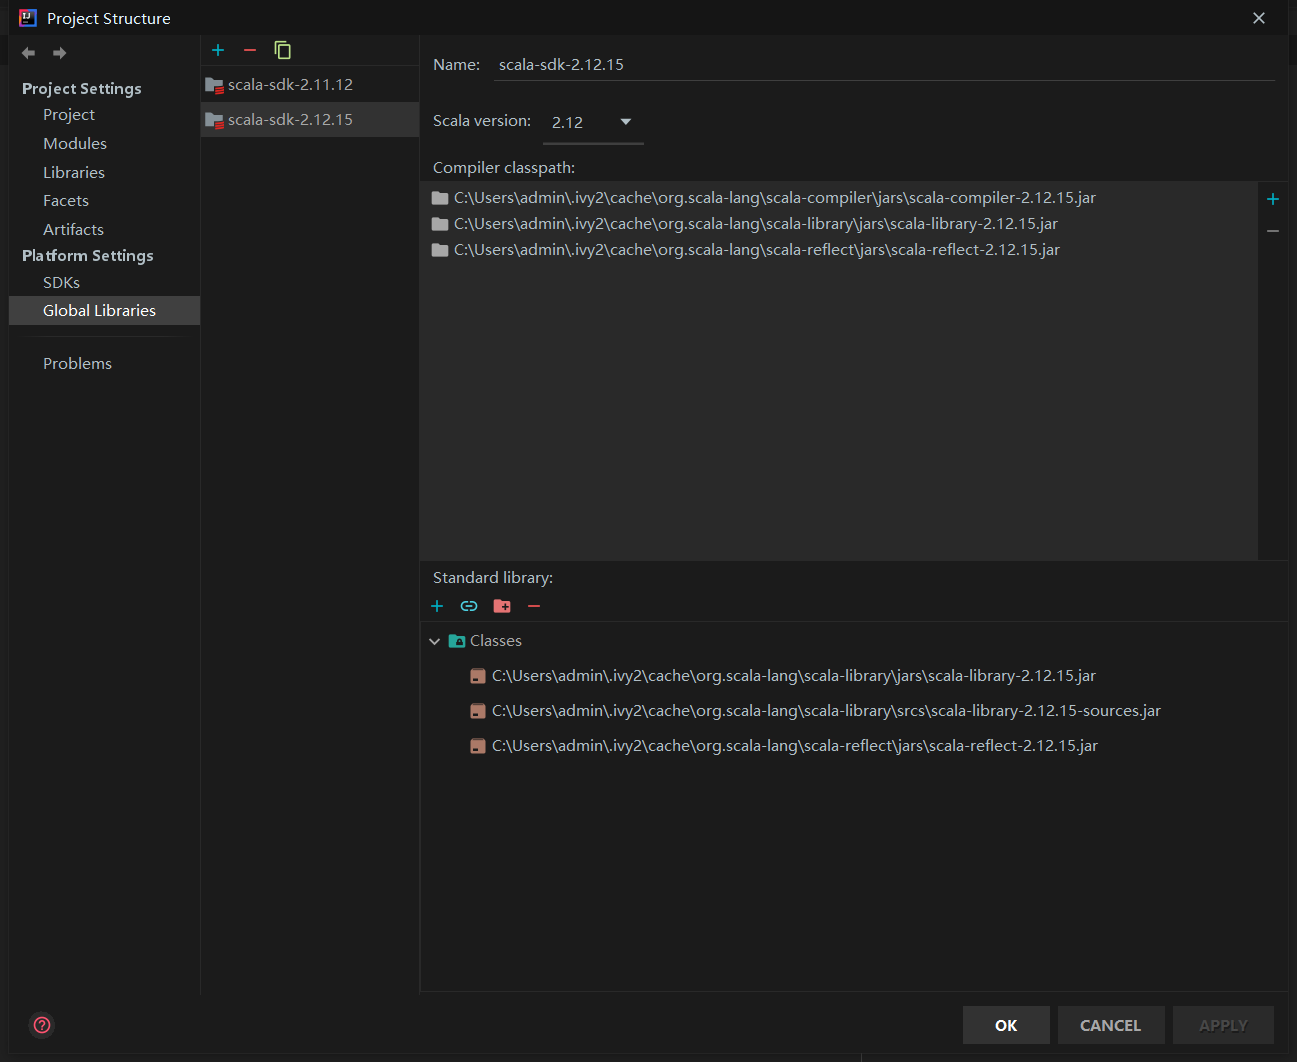 Project Structure
Project Settings
Project
Modules
Libraries
Facets
Artifacts
Platform Settings
SDKs
Global Libraries
Problems
scala-sdk-2.11.12
scala-sdk-2.12.15
Name: scala-sdk-2.12.15
Scala version: 2.12
Compiler classpath:
C:\Users\admin\.ivy2\cache\org.scala-lang\scala-compiler\jars\scala-compiler-2.12.15.jar
C:\Users\admin\.ivy2\cache\org.scala-lang\scala-library\jars\scala-library-2.12.15.jar
C:\Users\admin\.ivy2\cache\org.scala-lang\scala-reflect\jars\scala-reflect-2.12.15.jar
Standard library:
Classes
C:\Users\admin\.ivy2\cache\org.scala-lang\scala-library\jars\scala-library-2.12.15.jar
C:\Users\admin\.ivy2\cache\org.scala-lang\scala-library\srcs\scala-library-2.12.15-sources.jar
C:\Users\admin\.ivy2\cache\org.scala-lang\scala-reflect\jars\scala-reflect-2.12.15.jar
OK
CANCEL
APPLY